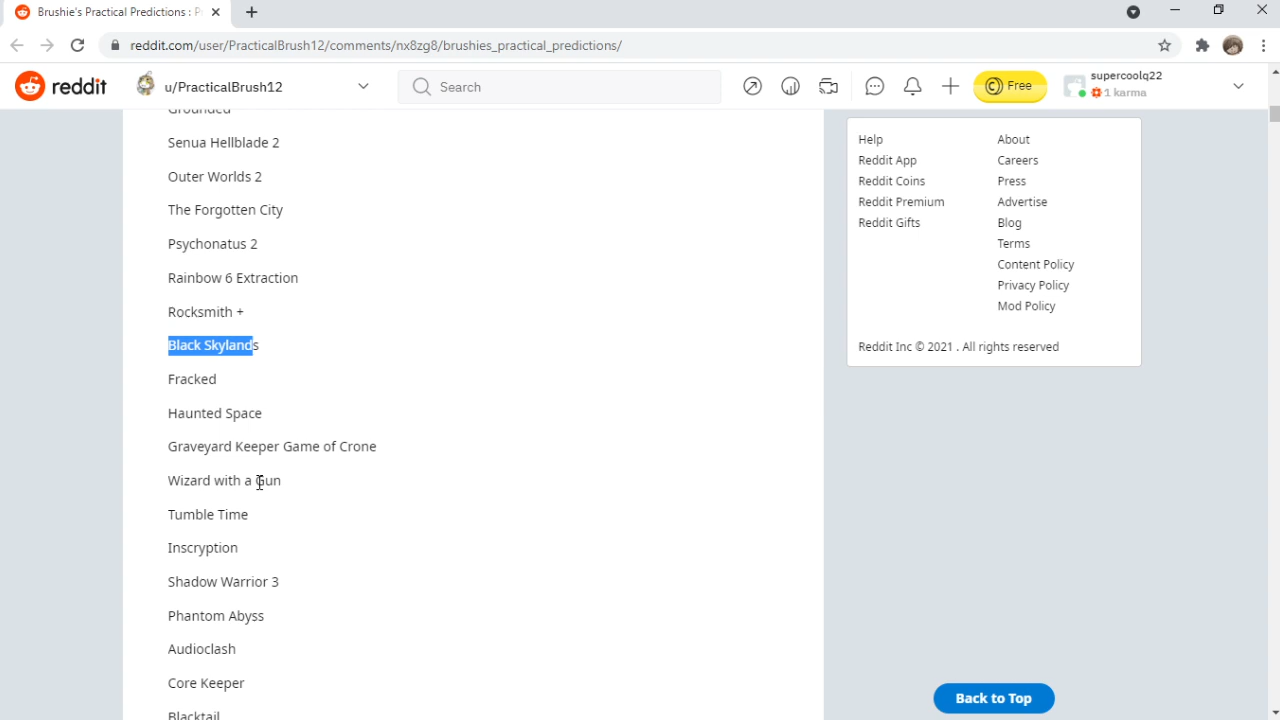 Brushie's Practical Predictions : P
reddit.com/user/PracticalBrush12/comments/nx8zg8/brushies_practical_predictions/
reddit
u/PracticalBrush12
Search
Free
supercoolq22
1 karma
Grounded
Senua Hellblade 2
Outer Worlds 2
The Forgotten City
Psychonatus 2
Rainbow 6 Extraction
Rocksmith +
Black Skylands
Fracked
Haunted Space
Graveyard Keeper Game of Crone
Wizard with a Gun
Tumble Time
Inscryption
Shadow Warrior 3
Phantom Abyss
Audioclash
Core Keeper
Blacktail
Help
Reddit App
Reddit Coins
Reddit Premium
Reddit Gifts
About
Careers
Press
Advertise
Blog
Terms
Content Policy
Privacy Policy
Mod Policy
Reddit Inc © 2021 . All rights reserved
Back to Top